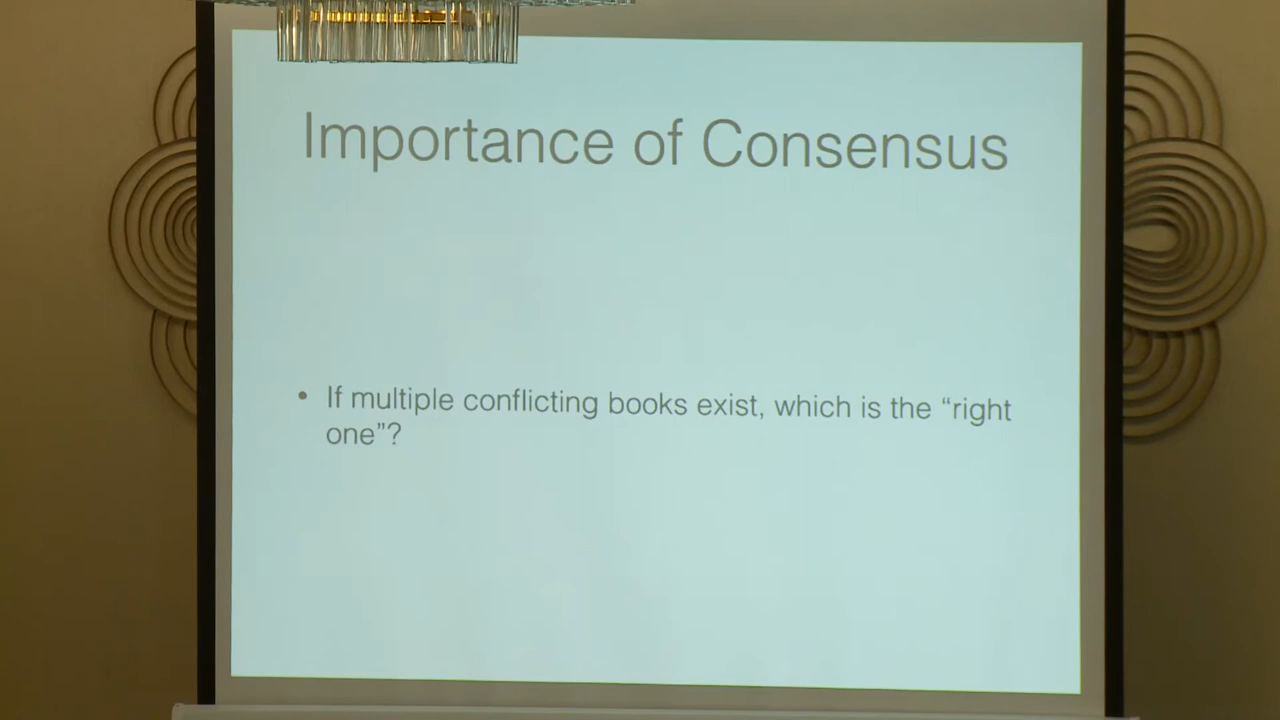 Importance of Consensus
• If multiple conflicting books exist, which is the “right
one”?